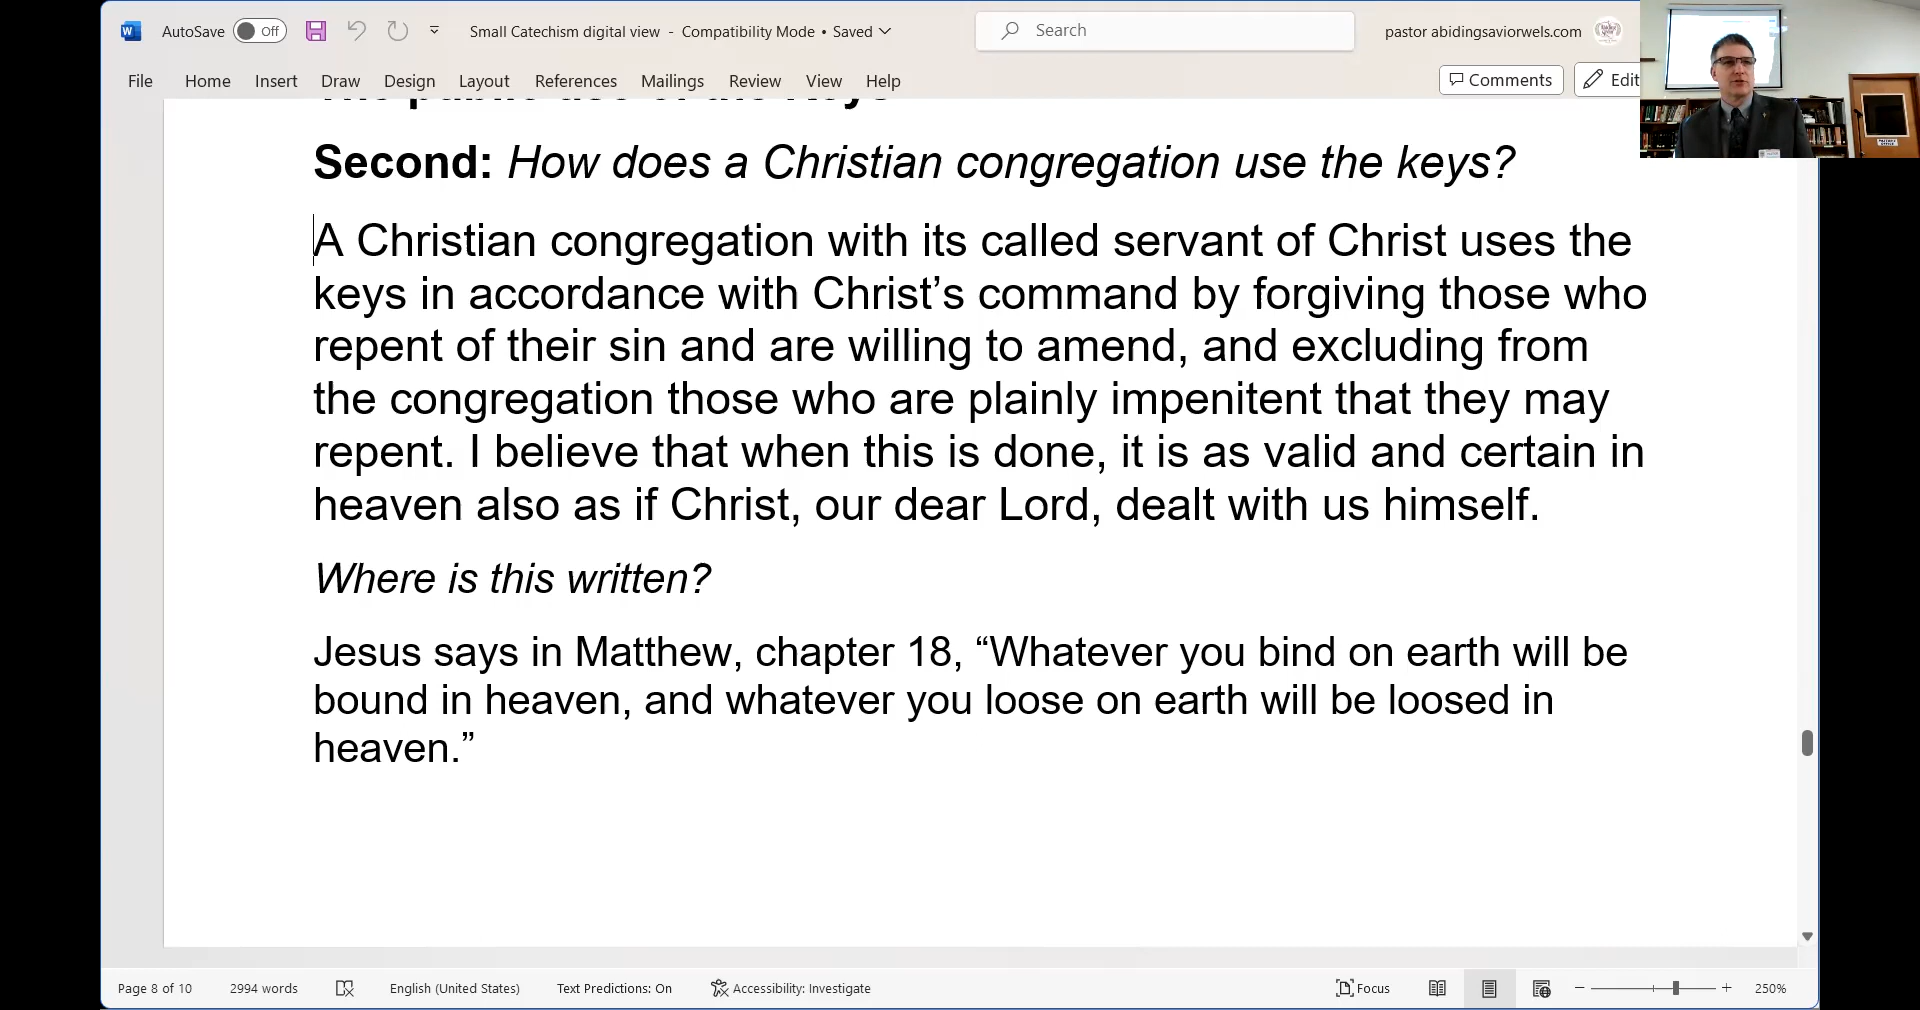 AutoSave Off Small Catechism digital view - Compatibility Mode • Saved Search pastor abidingsaviorwels.com
File Home Insert Draw Design Layout References Mailings Review View Help Comments Edit
The public use of the Keys
Second: How does a Christian congregation use the keys?
A Christian congregation with its called servant of Christ uses the
keys in accordance with Christ’s command by forgiving those who
repent of their sin and are willing to amend, and excluding from
the congregation those who are plainly impenitent that they may
repent. I believe that when this is done, it is as valid and certain in
heaven also as if Christ, our dear Lord, dealt with us himself.
Where is this written?
Jesus says in Matthew, chapter 18, “Whatever you bind on earth will be
bound in heaven, and whatever you loose on earth will be loosed in
heaven.”
Page 8 of 10 2994 words English (United States) Text Predictions: On Accessibility: Investigate Focus 250%